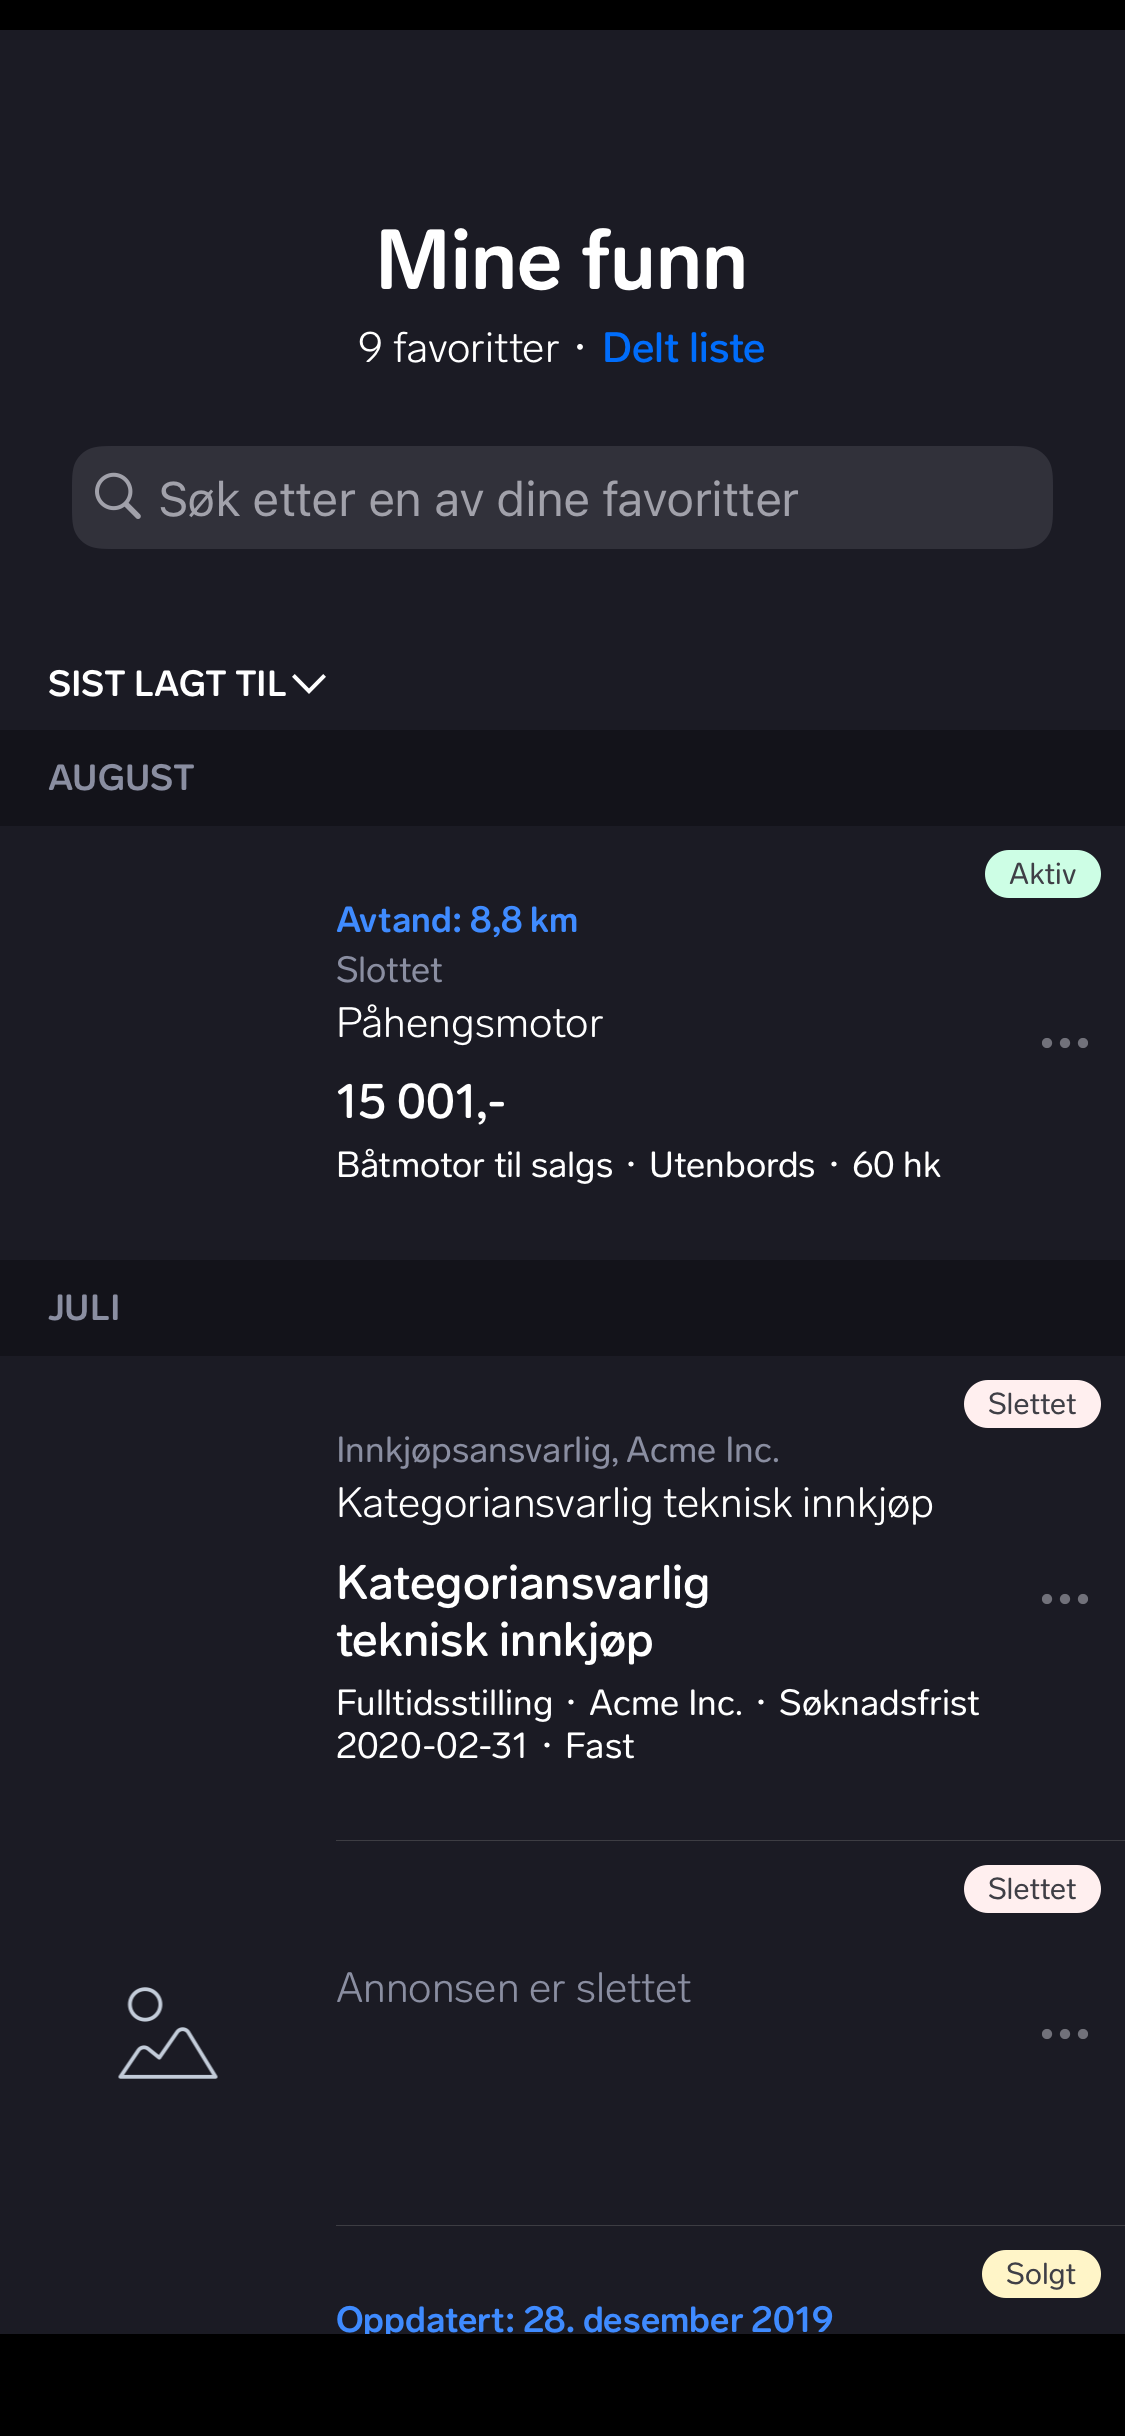 Mine funn
9 favoritter · Delt liste
Søk etter en av dine favoritter
SIST LAGT TIL
AUGUST
Aktiv
Avtand: 8,8 km
Slottet
Påhengsmotor
15 001,-
Båtmotor til salgs · Utenbords · 60 hk
JULI
Slettet
Innkjøpsansvarlig, Acme Inc.
Kategoriansvarlig teknisk innkjøp
Kategoriansvarlig
teknisk innkjøp
Fulltidsstilling · Acme Inc. · Søknadsfrist
2020-02-31 · Fast
Slettet
Annonsen er slettet
Solgt
Oppdatert: 28. desember 2019